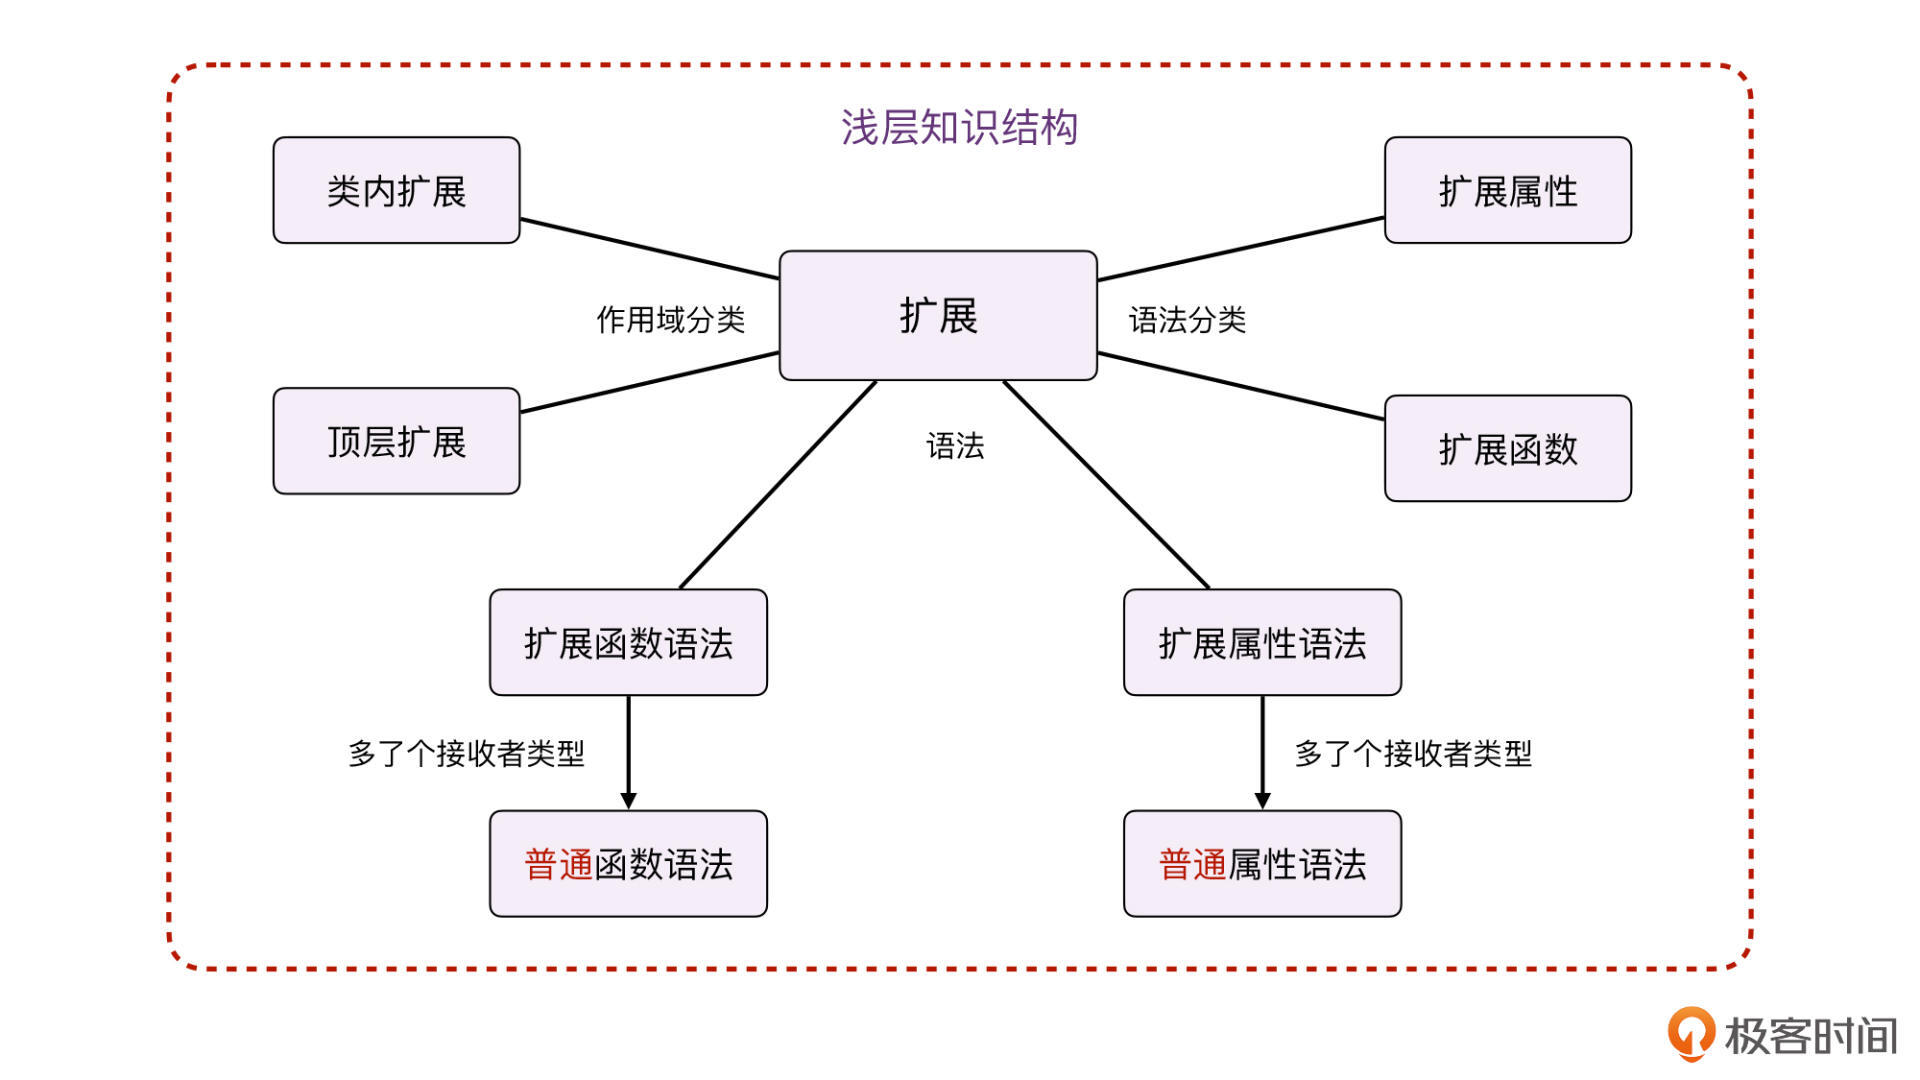 浅层知识结构
类内扩展
扩展属性
扩展
作用域分类
语法分类
顶层扩展
扩展函数
语法
扩展函数语法
扩展属性语法
多了个接收者类型
多了个接收者类型
普通函数语法
普通属性语法
极客时间